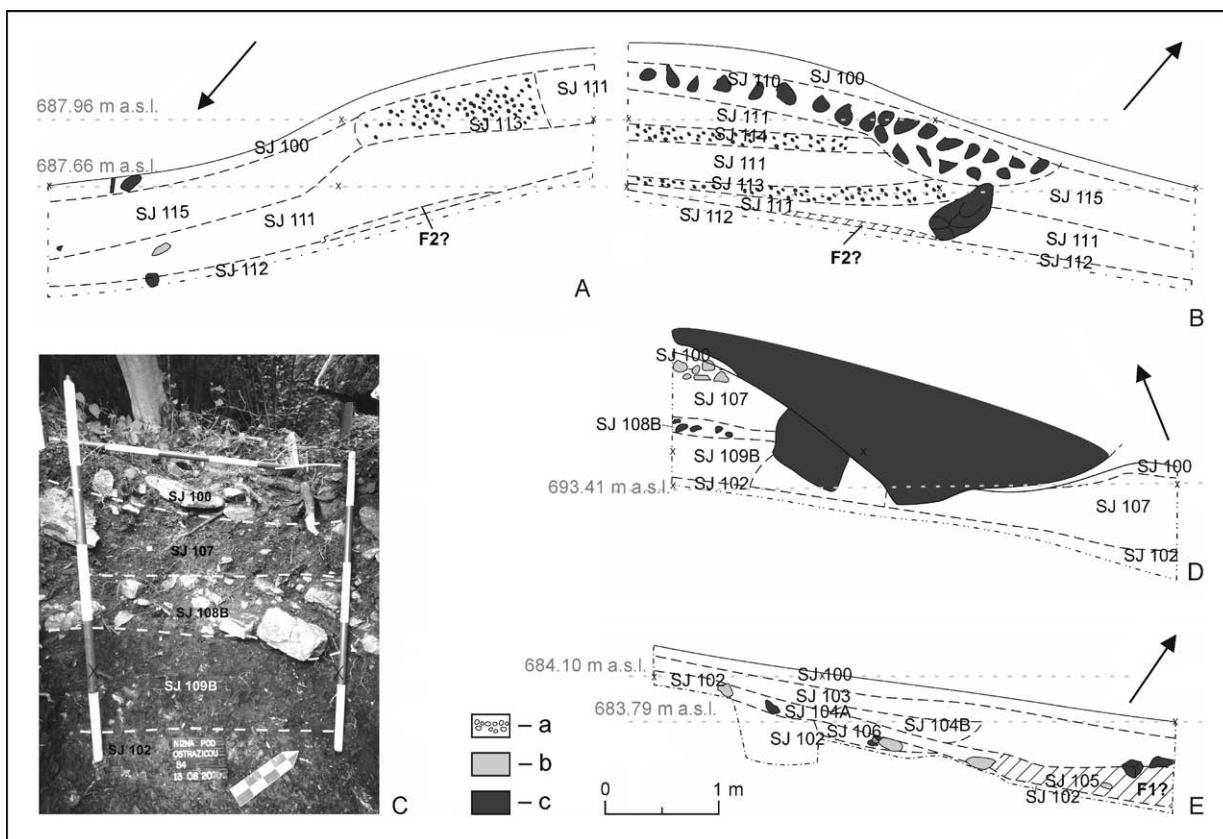 687.96 m a.s.l.
SJ 111
SJ 113
SJ 100
687.66 m a.s.l.
SJ 115
SJ 111
F2?
SJ 112
A
SJ 110
SJ 100
SJ 111
SJ 114
SJ 111
SJ 113
SJ 111
SJ 115
SJ 112
SJ 111
F2?
SJ 112
B
SJ 100
SJ 107
SJ 108B
SJ 109B
SJ 102
NIZNA POD
OSTRAZICOU
S4
C
SJ 100
SJ 107
SJ 108B
SJ 109B
SJ 100
SJ 102
693.41 m a.s.l.
SJ 107
SJ 102
D
684.10 m a.s.l.
SJ 102
SJ 100
SJ 103
683.79 m a.s.l.
SJ 104A
SJ 104B
SJ 106
SJ 102
SJ 105
SJ 102
F1?
E
– a
– b
– c
0
1 m